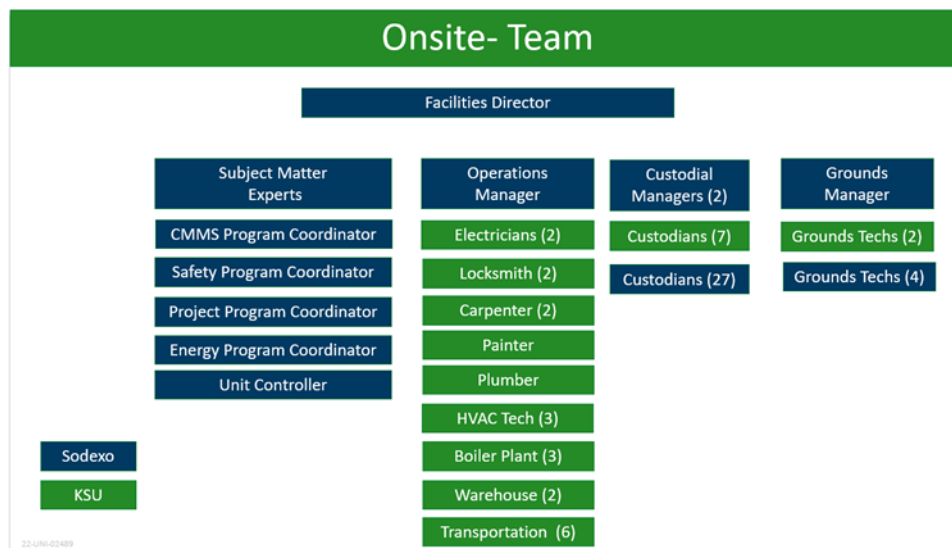 Onsite- Team
Facilities Director
Subject Matter
Experts
CMMS Program Coordinator
Safety Program Coordinator
Project Program Coordinator
Energy Program Coordinator
Unit Controller
Operations
Manager
Electricians (2)
Locksmith (2)
Carpenter (2)
Painter
Plumber
HVAC Tech (3)
Boiler Plant (3)
Warehouse (2)
Transportation (6)
Custodial
Managers (2)
Custodians (7)
Custodians (27)
Grounds
Manager
Grounds Techs (2)
Grounds Techs (4)
Sodexo
KSU
22-UNI-02489